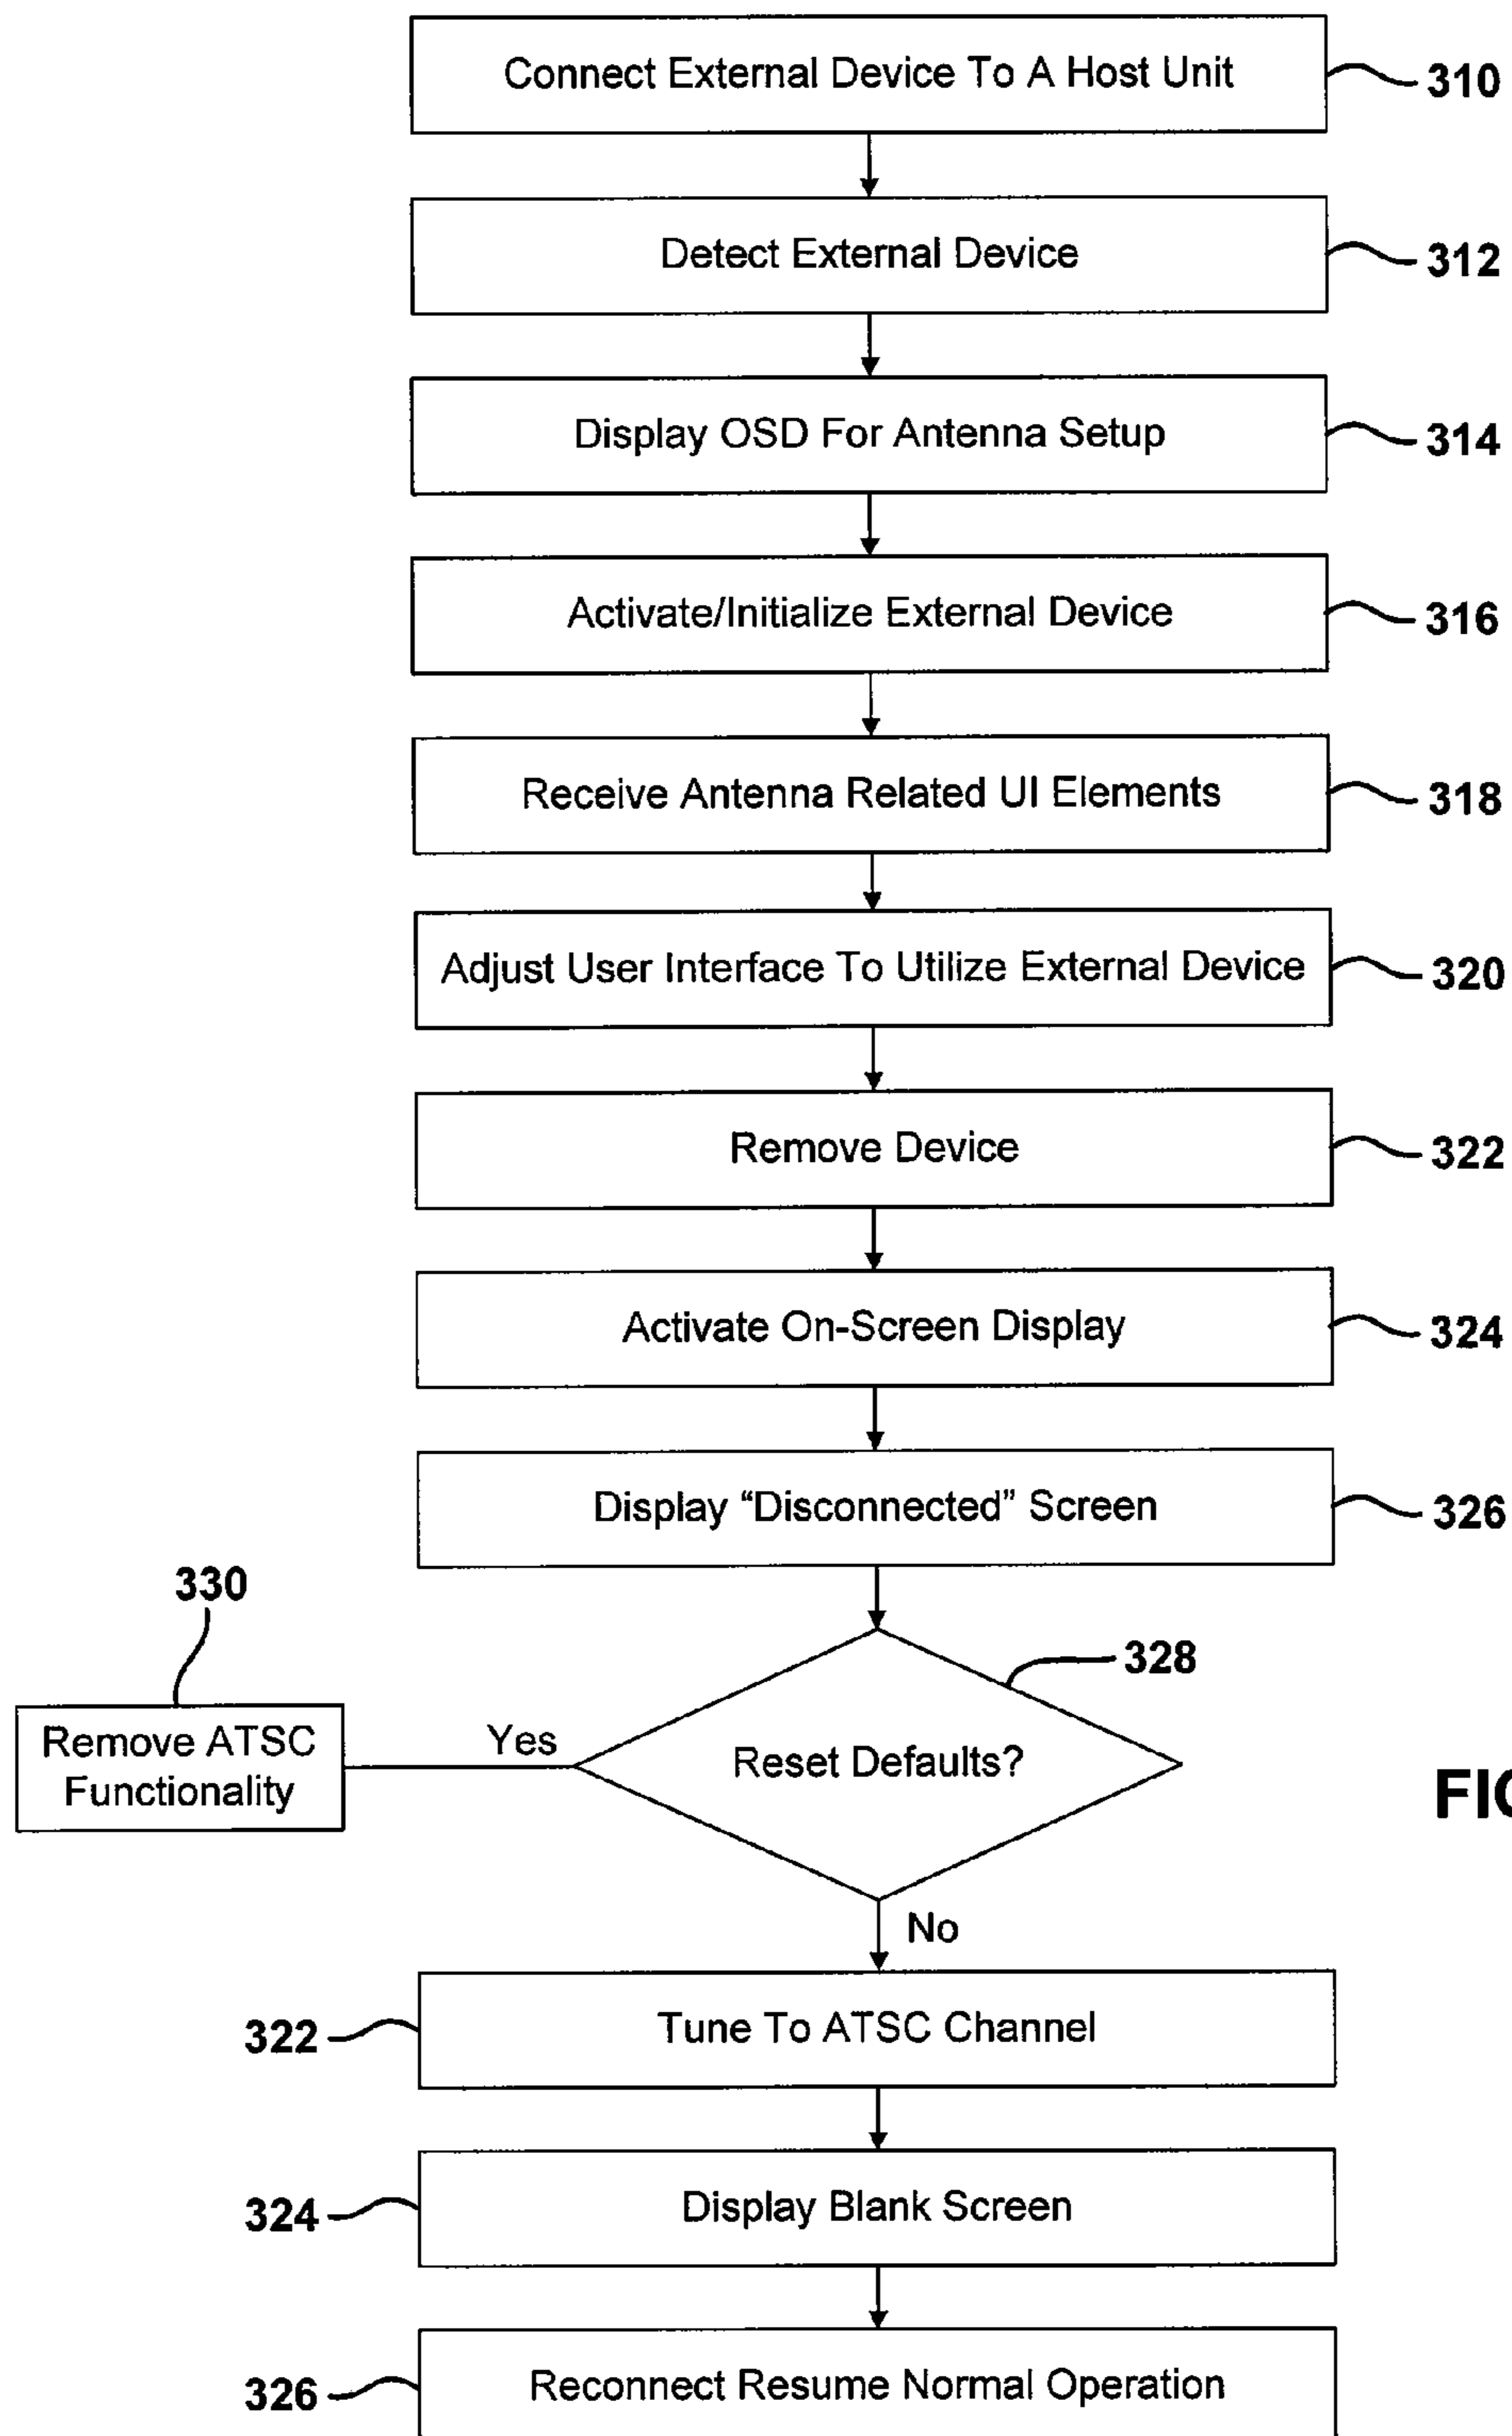 Connect External Device To A Host Unit
310
Detect External Device
312
Display OSD For Antenna Setup
314
Activate/Initialize External Device
316
Receive Antenna Related UI Elements
318
Adjust User Interface To Utilize External Device
320
Remove Device
322
Activate On-Screen Display
324
Display “Disconnected” Screen
326
330
328
Remove ATSC
Functionality
Yes
Reset Defaults?
No
322
Tune To ATSC Channel
324
Display Blank Screen
326
Reconnect Resume Normal Operation